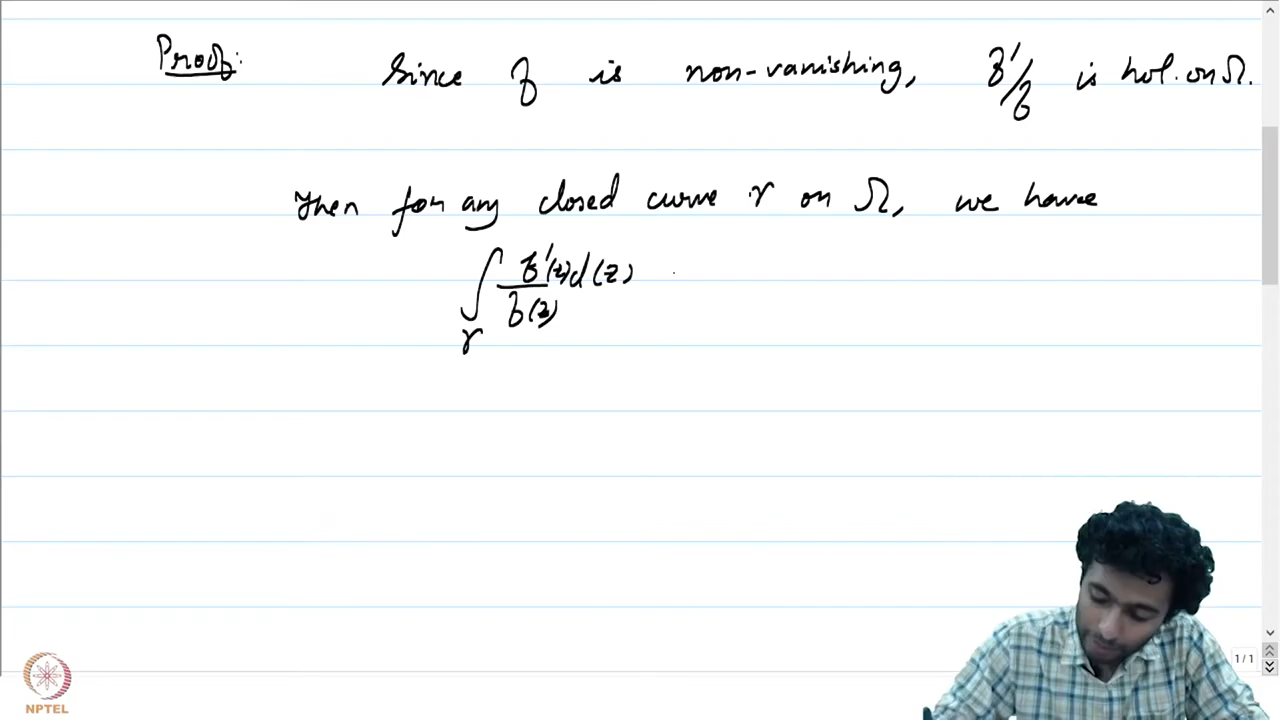 Proof:
Since f is non-vanishing, f'/f is hol. on Ω.
Then for any closed curve γ on Ω, we have
∫_γ f'(z)d(z) / f(z)
1/1
NPTEL